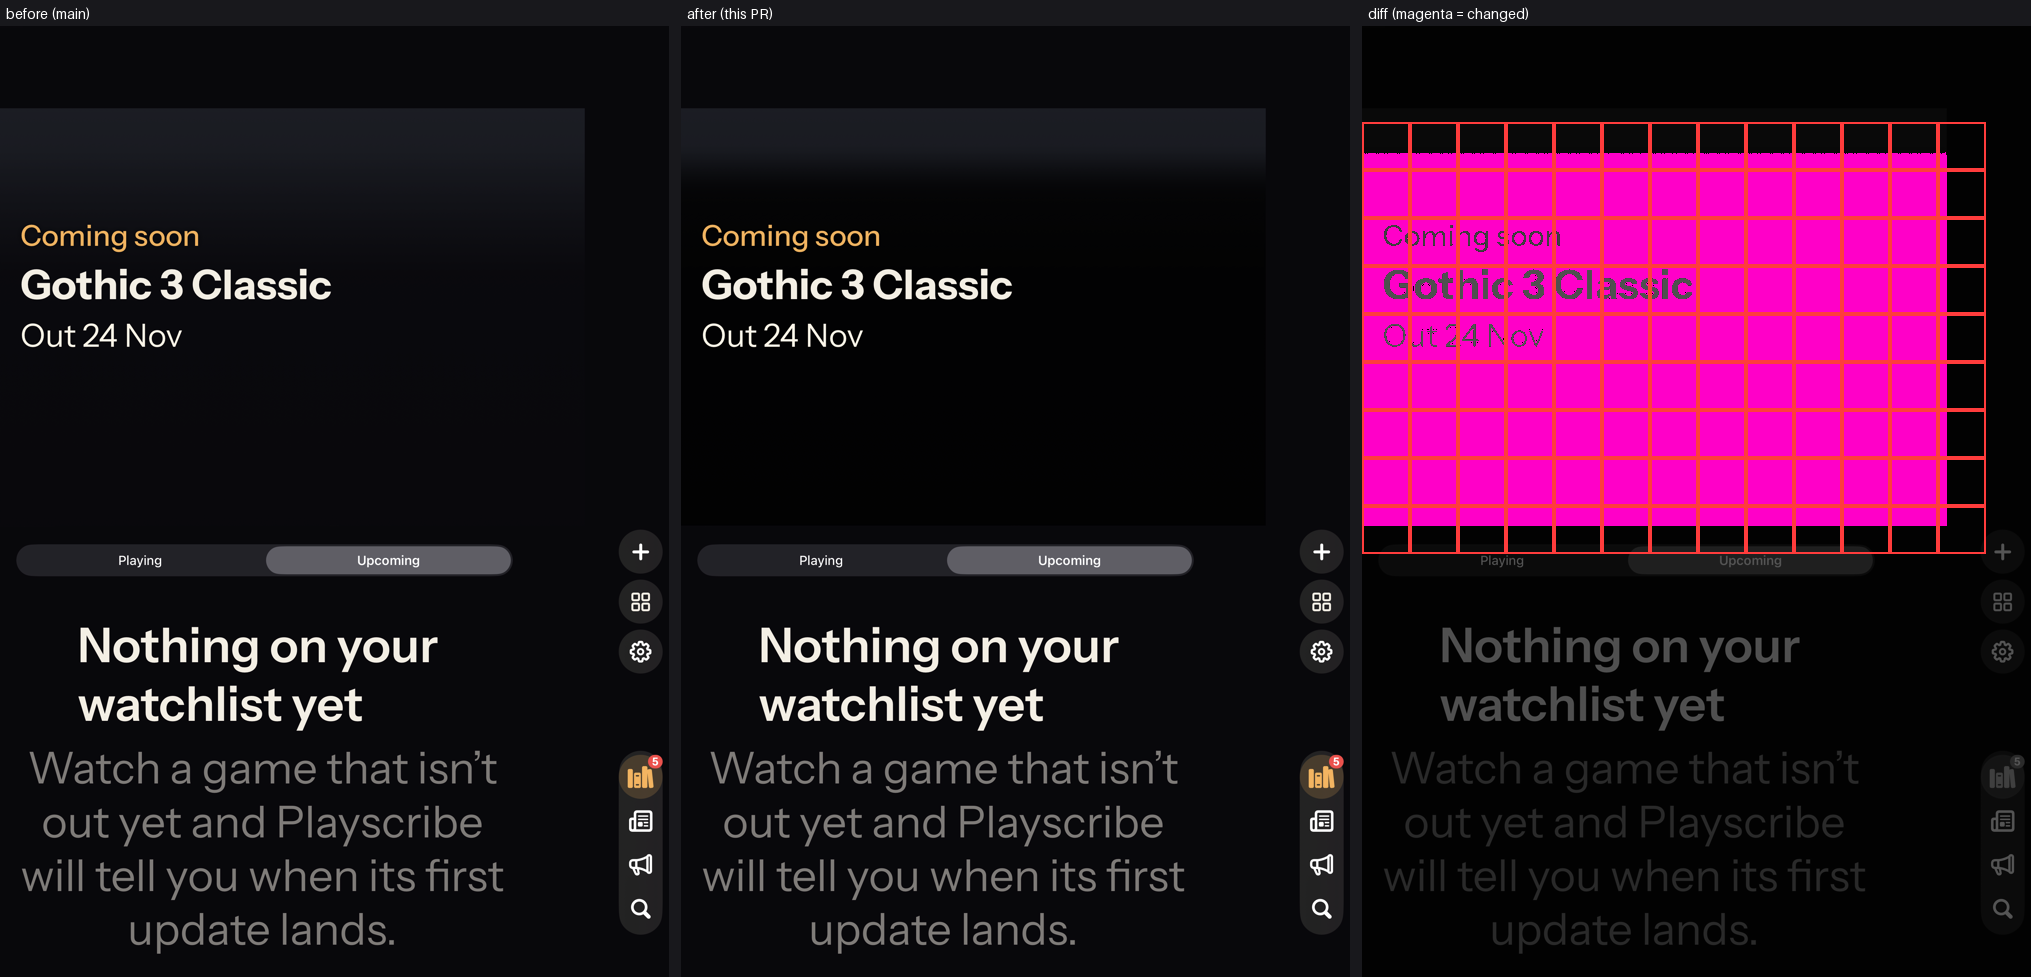 before (main)
Coming soon
Gothic 3 Classic
Out 24 Nov
Playing
Upcoming
Nothing on your
watchlist yet
Watch a game that isn’t
out yet and Playscribe
will tell you when its first
update lands.
5
after (this PR)
Coming soon
Gothic 3 Classic
Out 24 Nov
Playing
Upcoming
Nothing on your
watchlist yet
Watch a game that isn’t
out yet and Playscribe
will tell you when its first
update lands.
5
diff (magenta = changed)
Coming soon
Gothic 3 Classic
Out 24 Nov
Playing
Upcoming
Nothing on your
watchlist yet
Watch a game that isn’t
out yet and Playscribe
will tell you when its first
update lands.
5